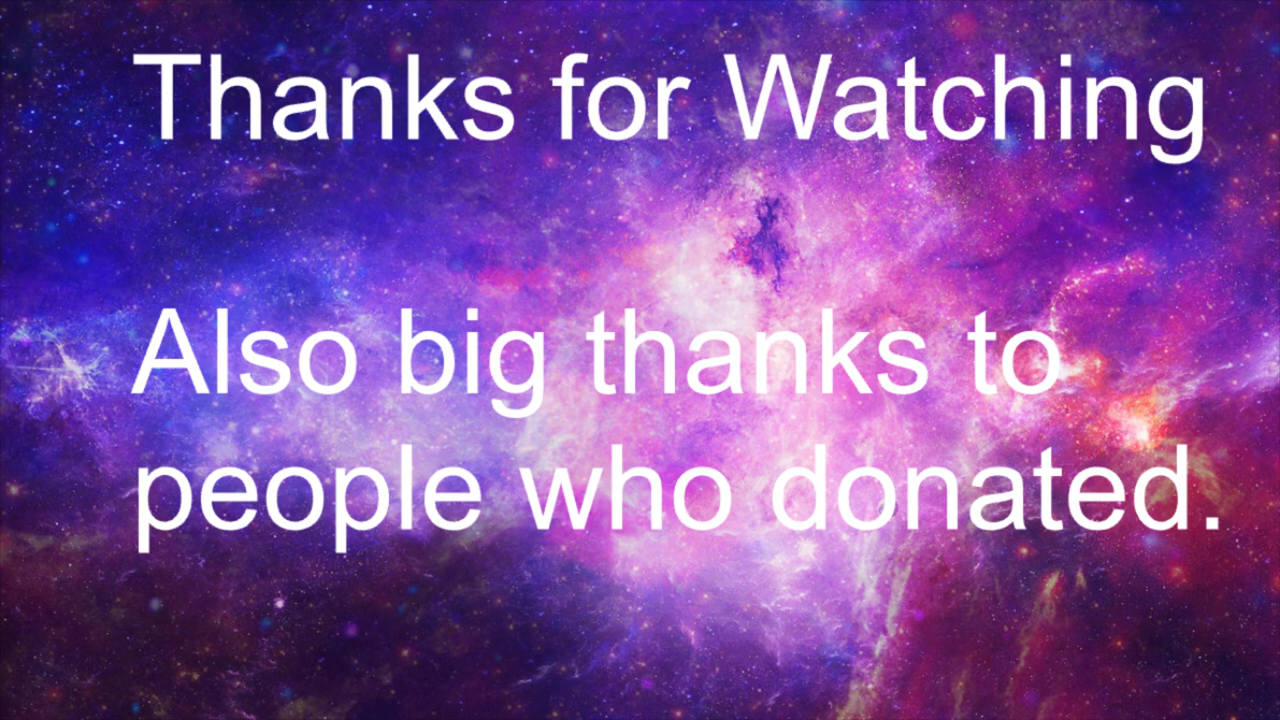 Thanks for Watching
Also big thanks to
people who donated.